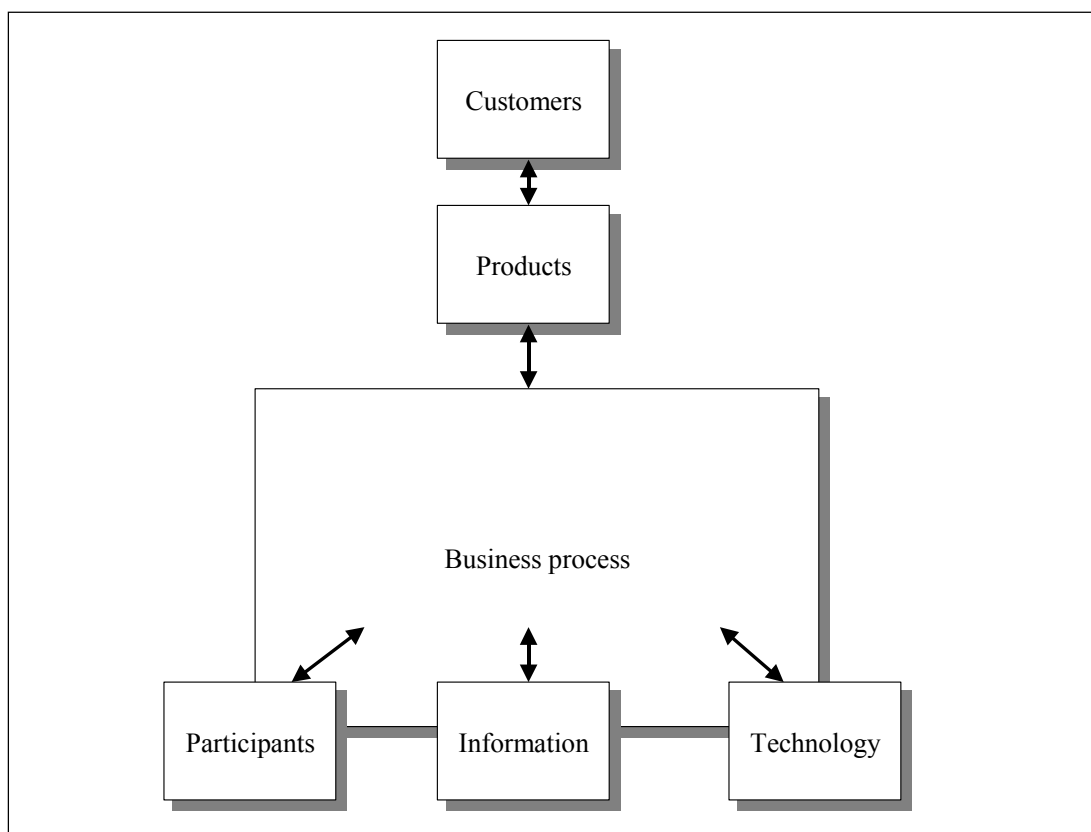 Customers
Products
Business process
Participants
Information
Technology